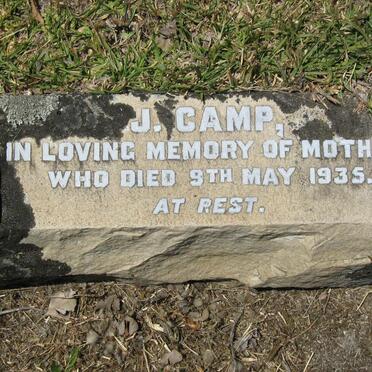 J. CAMP,
IN LOVING MEMORY OF MOTH
WHO DIED 9TH MAY 1935.
AT REST.